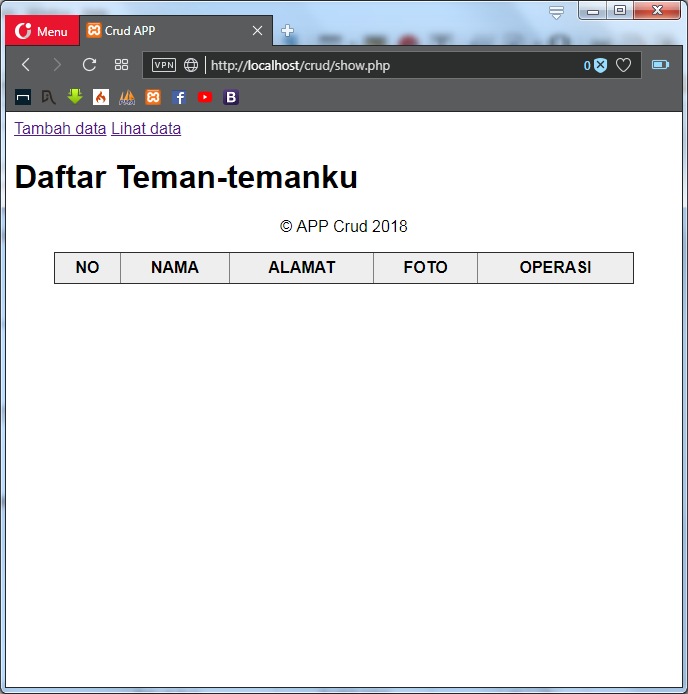 Menu
Crud APP
VPN
http://localhost/crud/show.php
0
Tambah data Lihat data
Daftar Teman-temanku
© APP Crud 2018
NO NAMA ALAMAT FOTO OPERASI